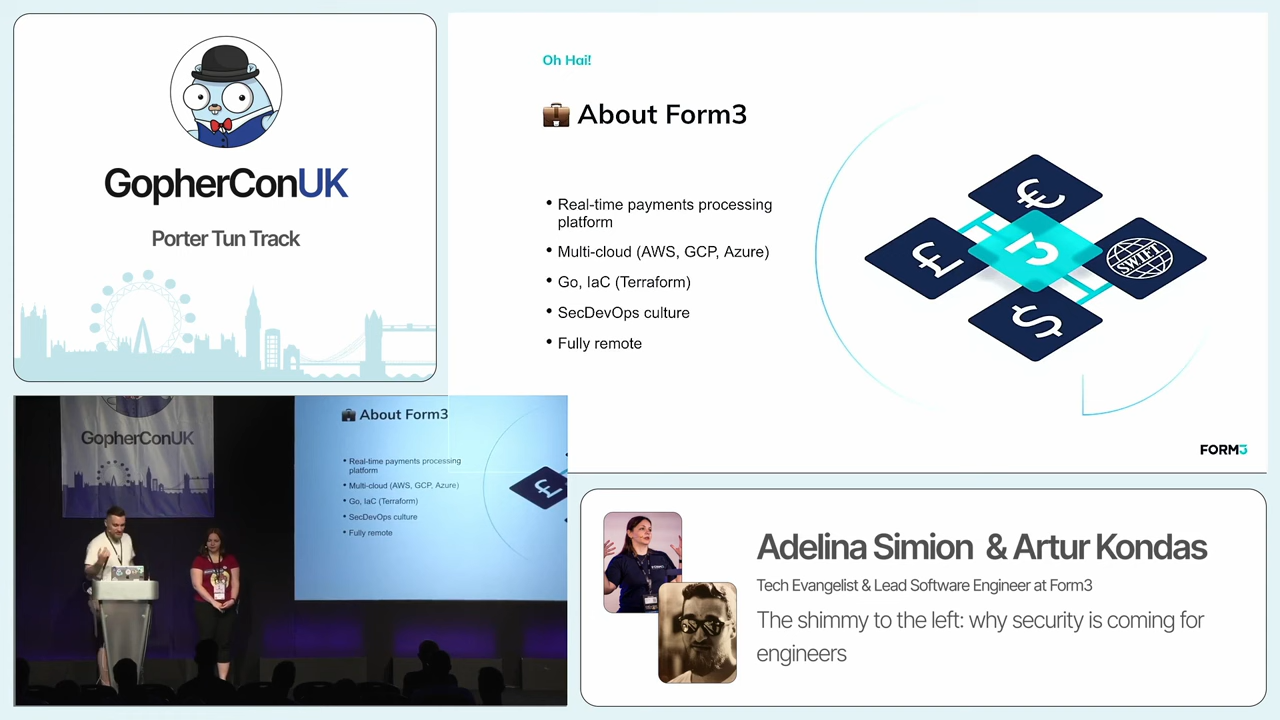 GopherConUK
Porter Tun Track
Oh Hai!
About Form3
• Real-time payments processing
platform
• Multi-cloud (AWS, GCP, Azure)
• Go, IaC (Terraform)
• SecDevOps culture
• Fully remote
£
€
3
$
SWIFT
FORM3
GopherConUK
About Form3
• Real-time payments processing
platform
• Multi-cloud (AWS, GCP, Azure)
• Go, IaC (Terraform)
• SecDevOps culture
• Fully remote
£
Adelina Simion & Artur Kondas
Tech Evangelist & Lead Software Engineer at Form3
The shimmy to the left: why security is coming for
engineers